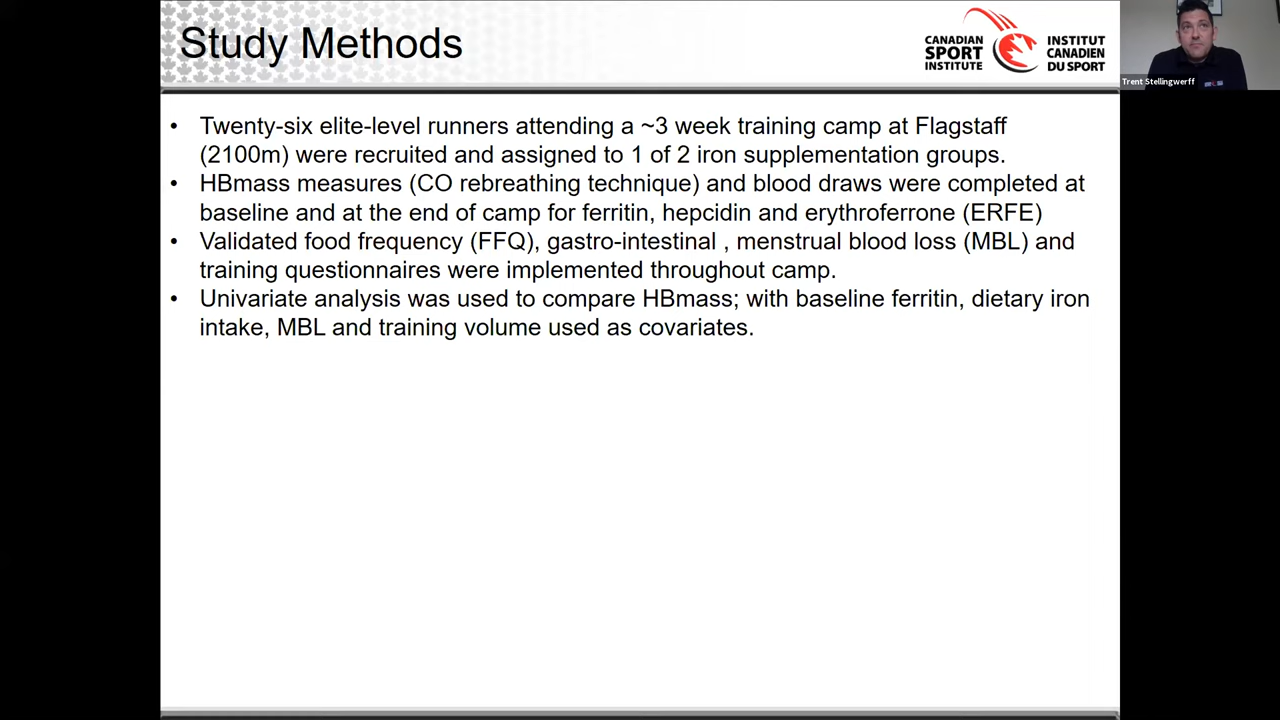 Study Methods
CANADIAN
SPORT
INSTITUTE
INSTITUT
CANADIEN
DU SPORT
Trent Stellingwerff
• Twenty-six elite-level runners attending a ~3 week training camp at Flagstaff
(2100m) were recruited and assigned to 1 of 2 iron supplementation groups.
• HBmass measures (CO rebreathing technique) and blood draws were completed at
baseline and at the end of camp for ferritin, hepcidin and erythroferrone (ERFE)
• Validated food frequency (FFQ), gastro-intestinal , menstrual blood loss (MBL) and
training questionnaires were implemented throughout camp.
• Univariate analysis was used to compare HBmass; with baseline ferritin, dietary iron
intake, MBL and training volume used as covariates.